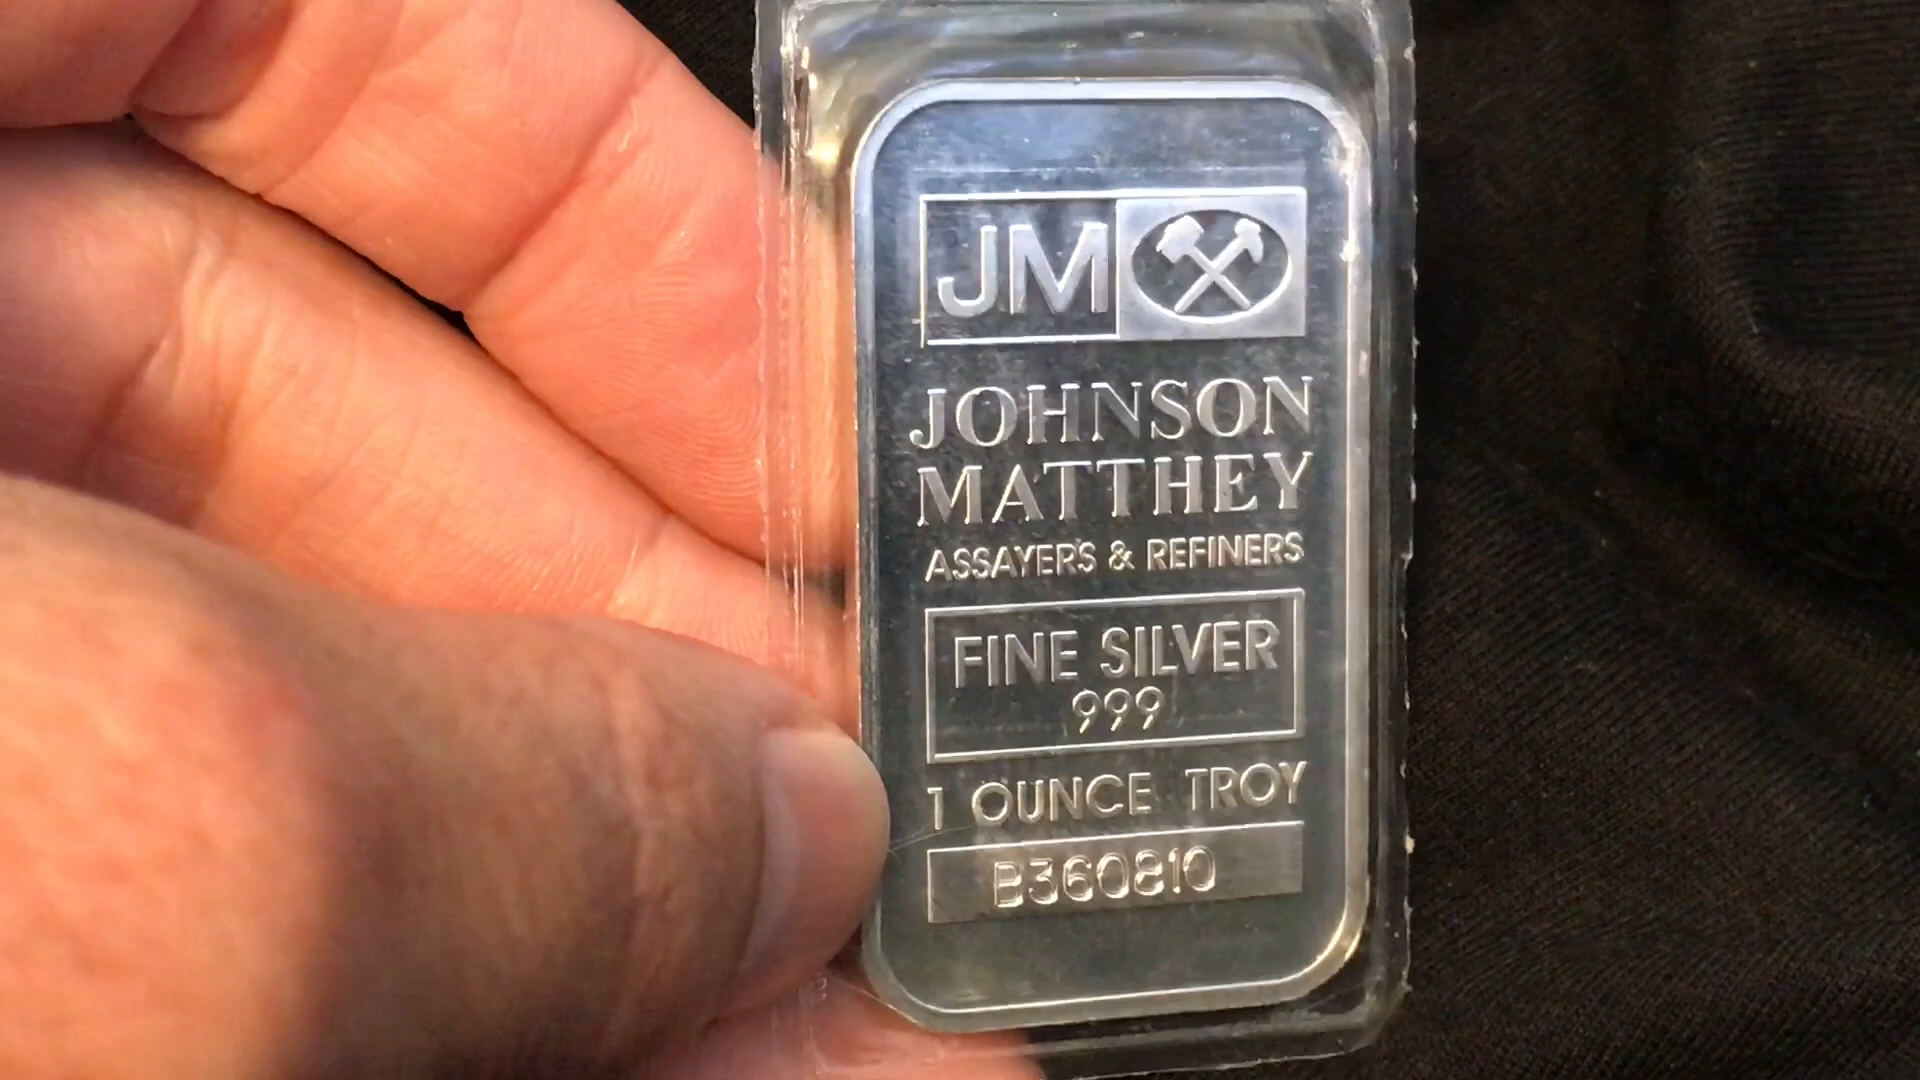 JM
JOHNSON
MATTHEY
ASSAYERS & REFINERS
FINE SILVER
999
1 OUNCE TROY
B360810